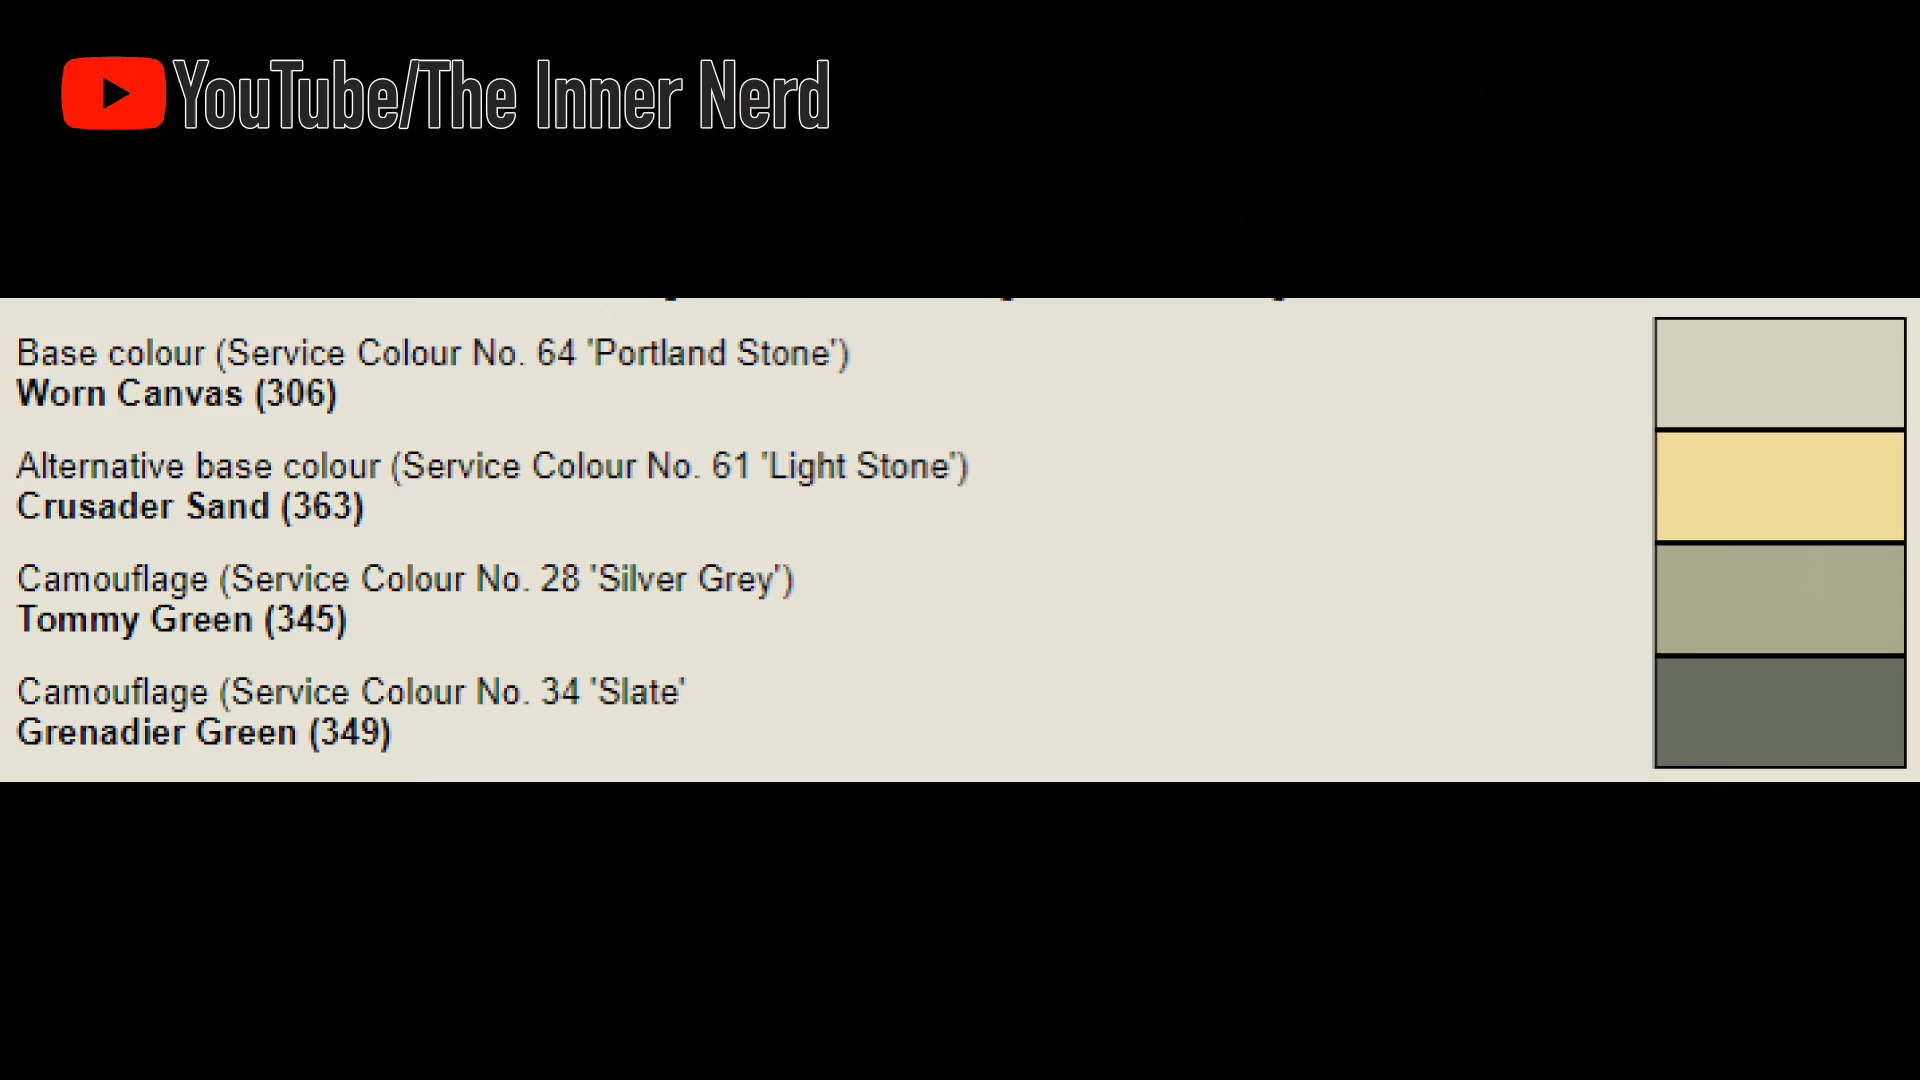 YouTube/The Inner Nerd
Base colour (Service Colour No. 64 'Portland Stone')
Worn Canvas (306)
Alternative base colour (Service Colour No. 61 'Light Stone')
Crusader Sand (363)
Camouflage (Service Colour No. 28 'Silver Grey')
Tommy Green (345)
Camouflage (Service Colour No. 34 'Slate'
Grenadier Green (349)